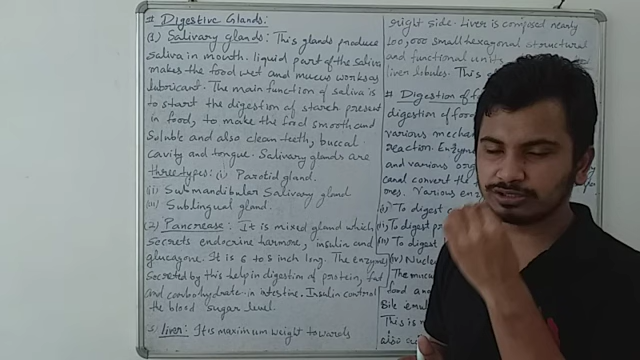 # Digestive Glands:
(1) Salivary glands: This glands produce
saliva in mouth. liquid part of the saliva
makes the food wet and mucus works as
lubricant. The main function of saliva is
to start the digestion of starch present
in food, to make the food smooth and
Soluble and also clean teeth, buccal
cavity and tongue. Salivary glands are
three types: (i) Parotid gland.
(ii) Submandibular Salivary gland
(iii) Sublingual gland.
(2) Pancrease: It is mixed gland which
secrets endocrine harmone, insulin and
glucagone. It is 6 to 8 inch long. The enzymes
secreted by this help in digestion of protein, fat
and carbohydrate in intestine. Insulin control
the blood sugar level.
3) Liver: It is maximum weight towards
right side. Liver is composed nearly
100,000 small hexagonal structural
and functional units
liver lobules. This
# Digestion of
digestion of food
various mecha
reaction. Enzym
and various org
canal convert the
ones. Various enz
(i) To digest
(ii) To digest pr
(iii) To digest
(iv) Nucle
The mucu
food an
Bile emul
This is
also